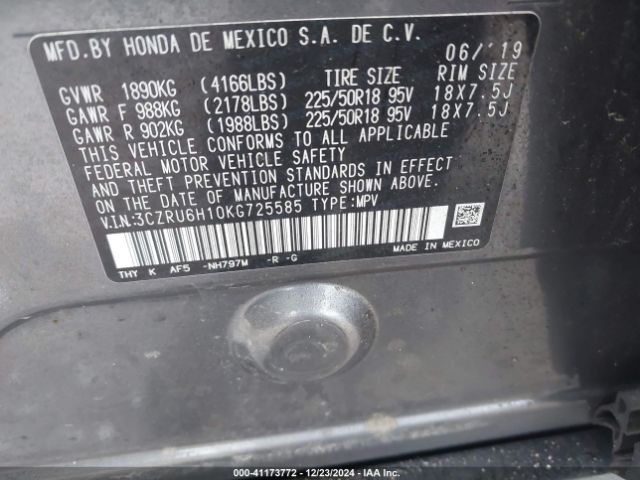 MFD.BY HONDA DE MEXICO S.A. DE C.V. 06/'19
GVWR 1890KG (4166LBS) TIRE SIZE RIM SIZE
GAWR F 988KG (2178LBS) 225/50R18 95V 18X7.5J
GAWR R 902KG (1988LBS) 225/50R18 95V 18X7.5J
THIS VEHICLE CONFORMS TO ALL APPLICABLE
FEDERAL MOTOR VEHICLE SAFETY
AND THEFT PREVENTION STANDARDS IN EFFECT
ON THE DATE OF MANUFACTURE SHOWN ABOVE.
V.I.N:3CZRU6H10KG725585 TYPE:MPV
MADE IN MEXICO
THY K AF5 -NH797M -R -G
000-41173772 - 12/23/2024 - IAA Inc.